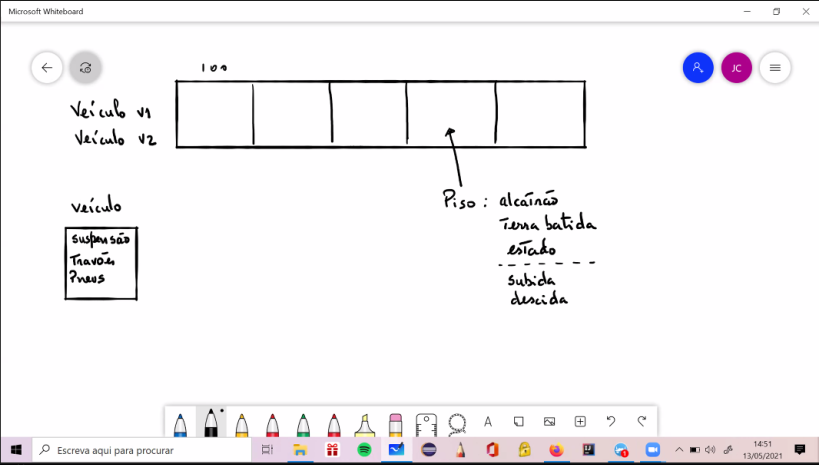 Microsoft Whiteboard
JC
100
Veículo V1
Veículo V2
Piso: alcatrão
Terra batida
estado
subida
descida
veículo
suspensão
Travões
Pneus
A
Escreva aqui para procurar
14:51
13/05/2021